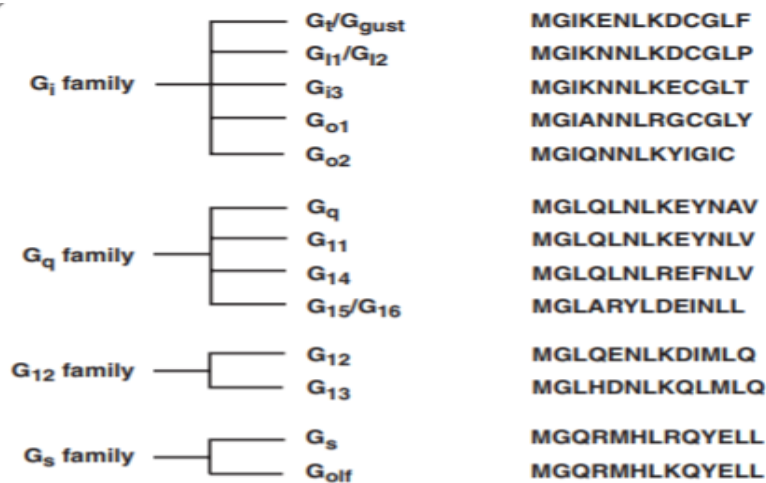 Gt/Ggust MGIKENLKDCGLF
GI1/GI2 MGIKNNLKDCGLP
Gi family Gi3 MGIKNNLKECGLT
Go1 MGIANNLRGCGLY
Go2 MGIQNNLKYIGIC
Gq MGLQLNLKEYNAV
Gq family G11 MGLQLNLKEYNLV
G14 MGLQLNLREFNLV
G15/G16 MGLARYLDEINLL
G12 MGLQENLKDIMLQ
G12 family
G13 MGLHDNLKQLMLQ
Gs MGQRMHLRQYELL
Gs family
Golf MGQRMHLKQYELL